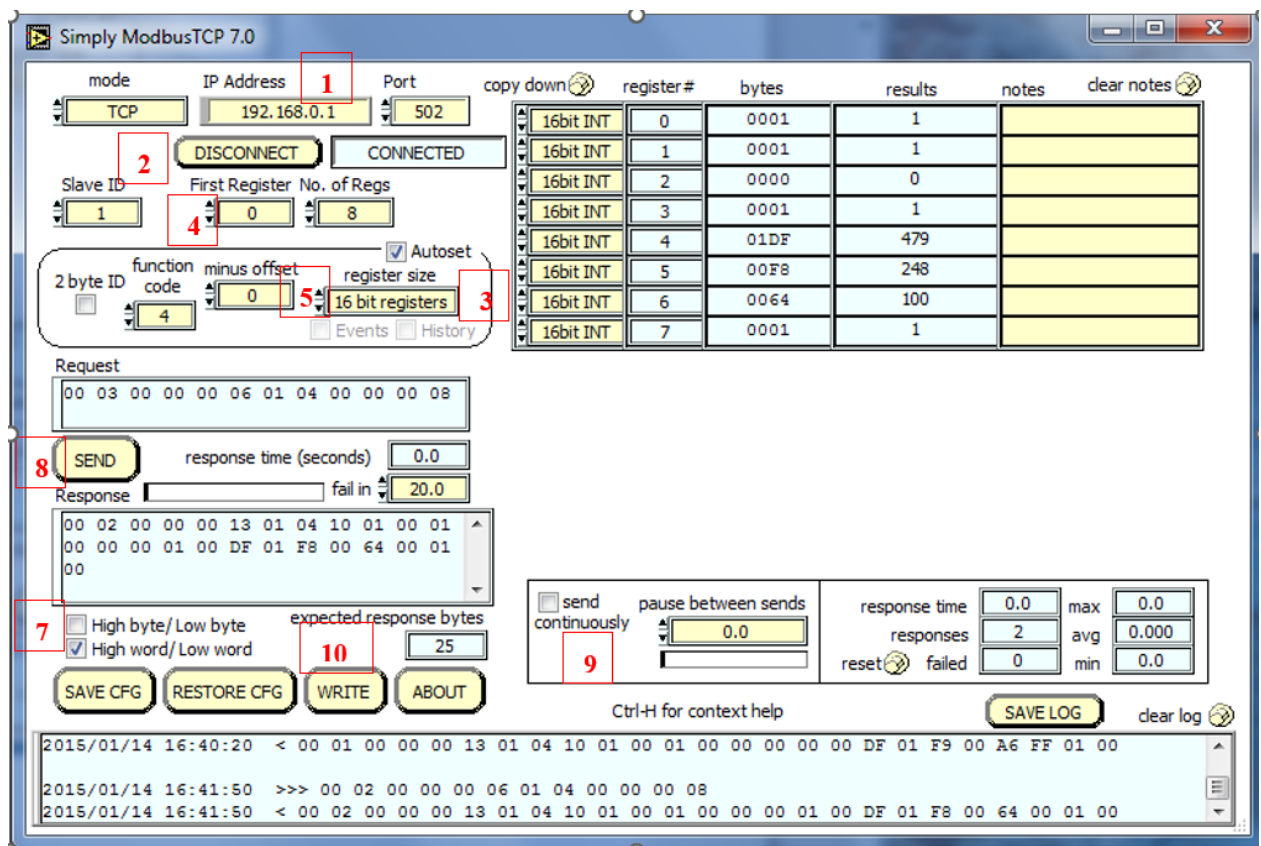 Simply ModbusTCP 7.0
mode IP Address 1 Port
TCP 192.168.0.1 502
2 DISCONNECT CONNECTED
Slave ID First Register No. of Regs
1 4 0 8
Autoset
2 byte ID function code minus offset register size
4 0 5 16 bit registers 3
Events History
copy down register# bytes results notes clear notes
16bit INT 0 0001 1
16bit INT 1 0001 1
16bit INT 2 0000 0
16bit INT 3 0001 1
16bit INT 4 01DF 479
16bit INT 5 00F8 248
16bit INT 6 0064 100
16bit INT 7 0001 1
Request
00 03 00 00 00 06 01 04 00 00 00 08
8 SEND response time (seconds) 0.0
Response fail in 20.0
00 02 00 00 00 13 01 04 10 01 00 01
00 00 00 01 00 DF 01 F8 00 64 00 01
00
7 High byte/ Low byte expected response bytes
High word/ Low word 10 25
SAVE CFG RESTORE CFG WRITE ABOUT
send continuously pause between sends
0.0
9
response time 0.0 max 0.0
responses 2 avg 0.000
reset failed 0 min 0.0
Ctrl-H for context help SAVE LOG clear log
2015/01/14 16:40:20 < 00 01 00 00 00 13 01 04 10 01 00 01 00 00 00 00 00 DF 01 F9 00 A6 FF 01 00
2015/01/14 16:41:50 >>> 00 02 00 00 00 06 01 04 00 00 00 08
2015/01/14 16:41:50 < 00 02 00 00 00 13 01 04 10 01 00 01 00 00 00 01 00 DF 01 F8 00 64 00 01 00